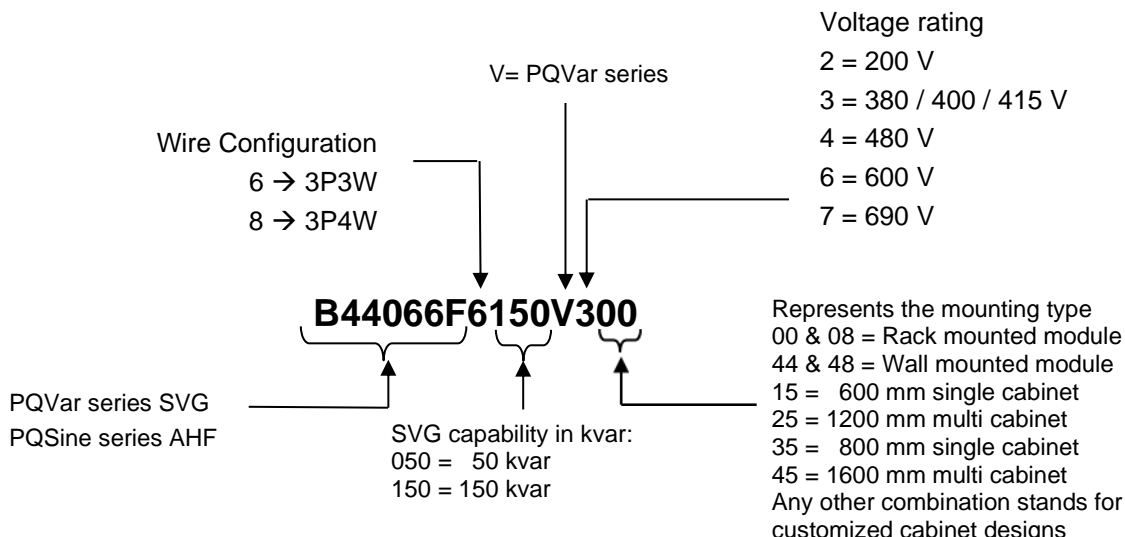 Voltage rating
2 = 200 V
3 = 380 / 400 / 415 V
4 = 480 V
6 = 600 V
7 = 690 V
V= PQVar series
Wire Configuration
6 → 3P3W
8 → 3P4W
B44066F6150V300
PQVar series SVG
PQSine series AHF
SVG capability in kvar:
050 = 50 kvar
150 = 150 kvar
Represents the mounting type
00 & 08 = Rack mounted module
44 & 48 = Wall mounted module
15 = 600 mm single cabinet
25 = 1200 mm multi cabinet
35 = 800 mm single cabinet
45 = 1600 mm multi cabinet
Any other combination stands for
customized cabinet designs